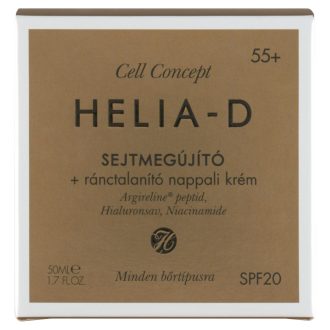 55+
Cell Concept
HELIA-D
SEJTMEGÚJÍTÓ
+ ránctalanító nappali krém
Argireline® peptid,
Hialuronsav, Niacinamide
H
50ML ℮
1.7 FL.OZ.
Minden bőrtípusra
SPF20